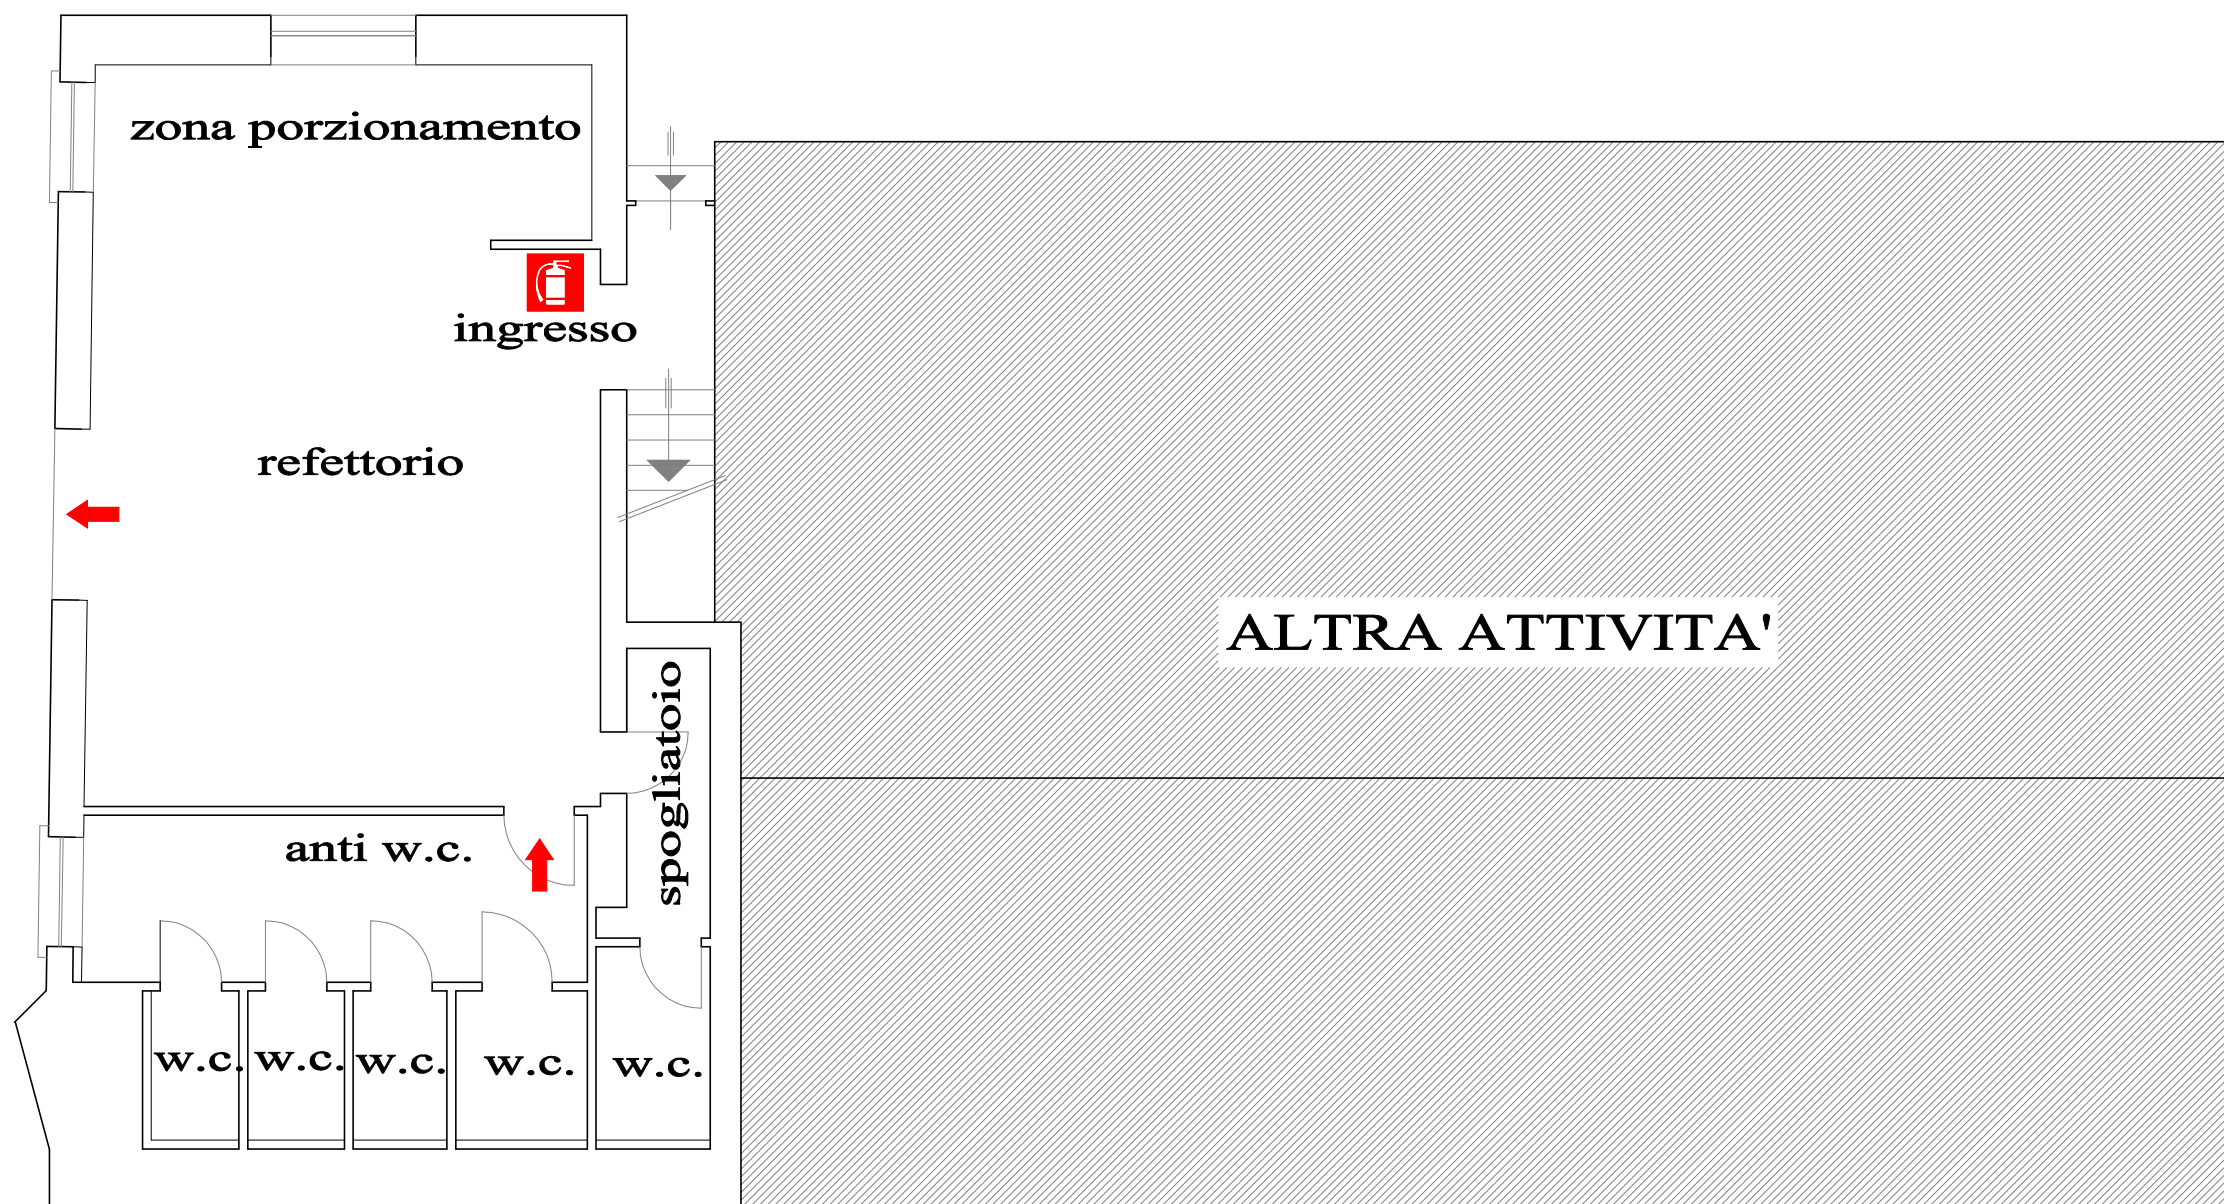 zona porzionamento
ingresso
refettorio
ALTRA ATTIVITA'
spogliatoio
anti w.c.
w.c.
w.c.
w.c.
w.c.
w.c.